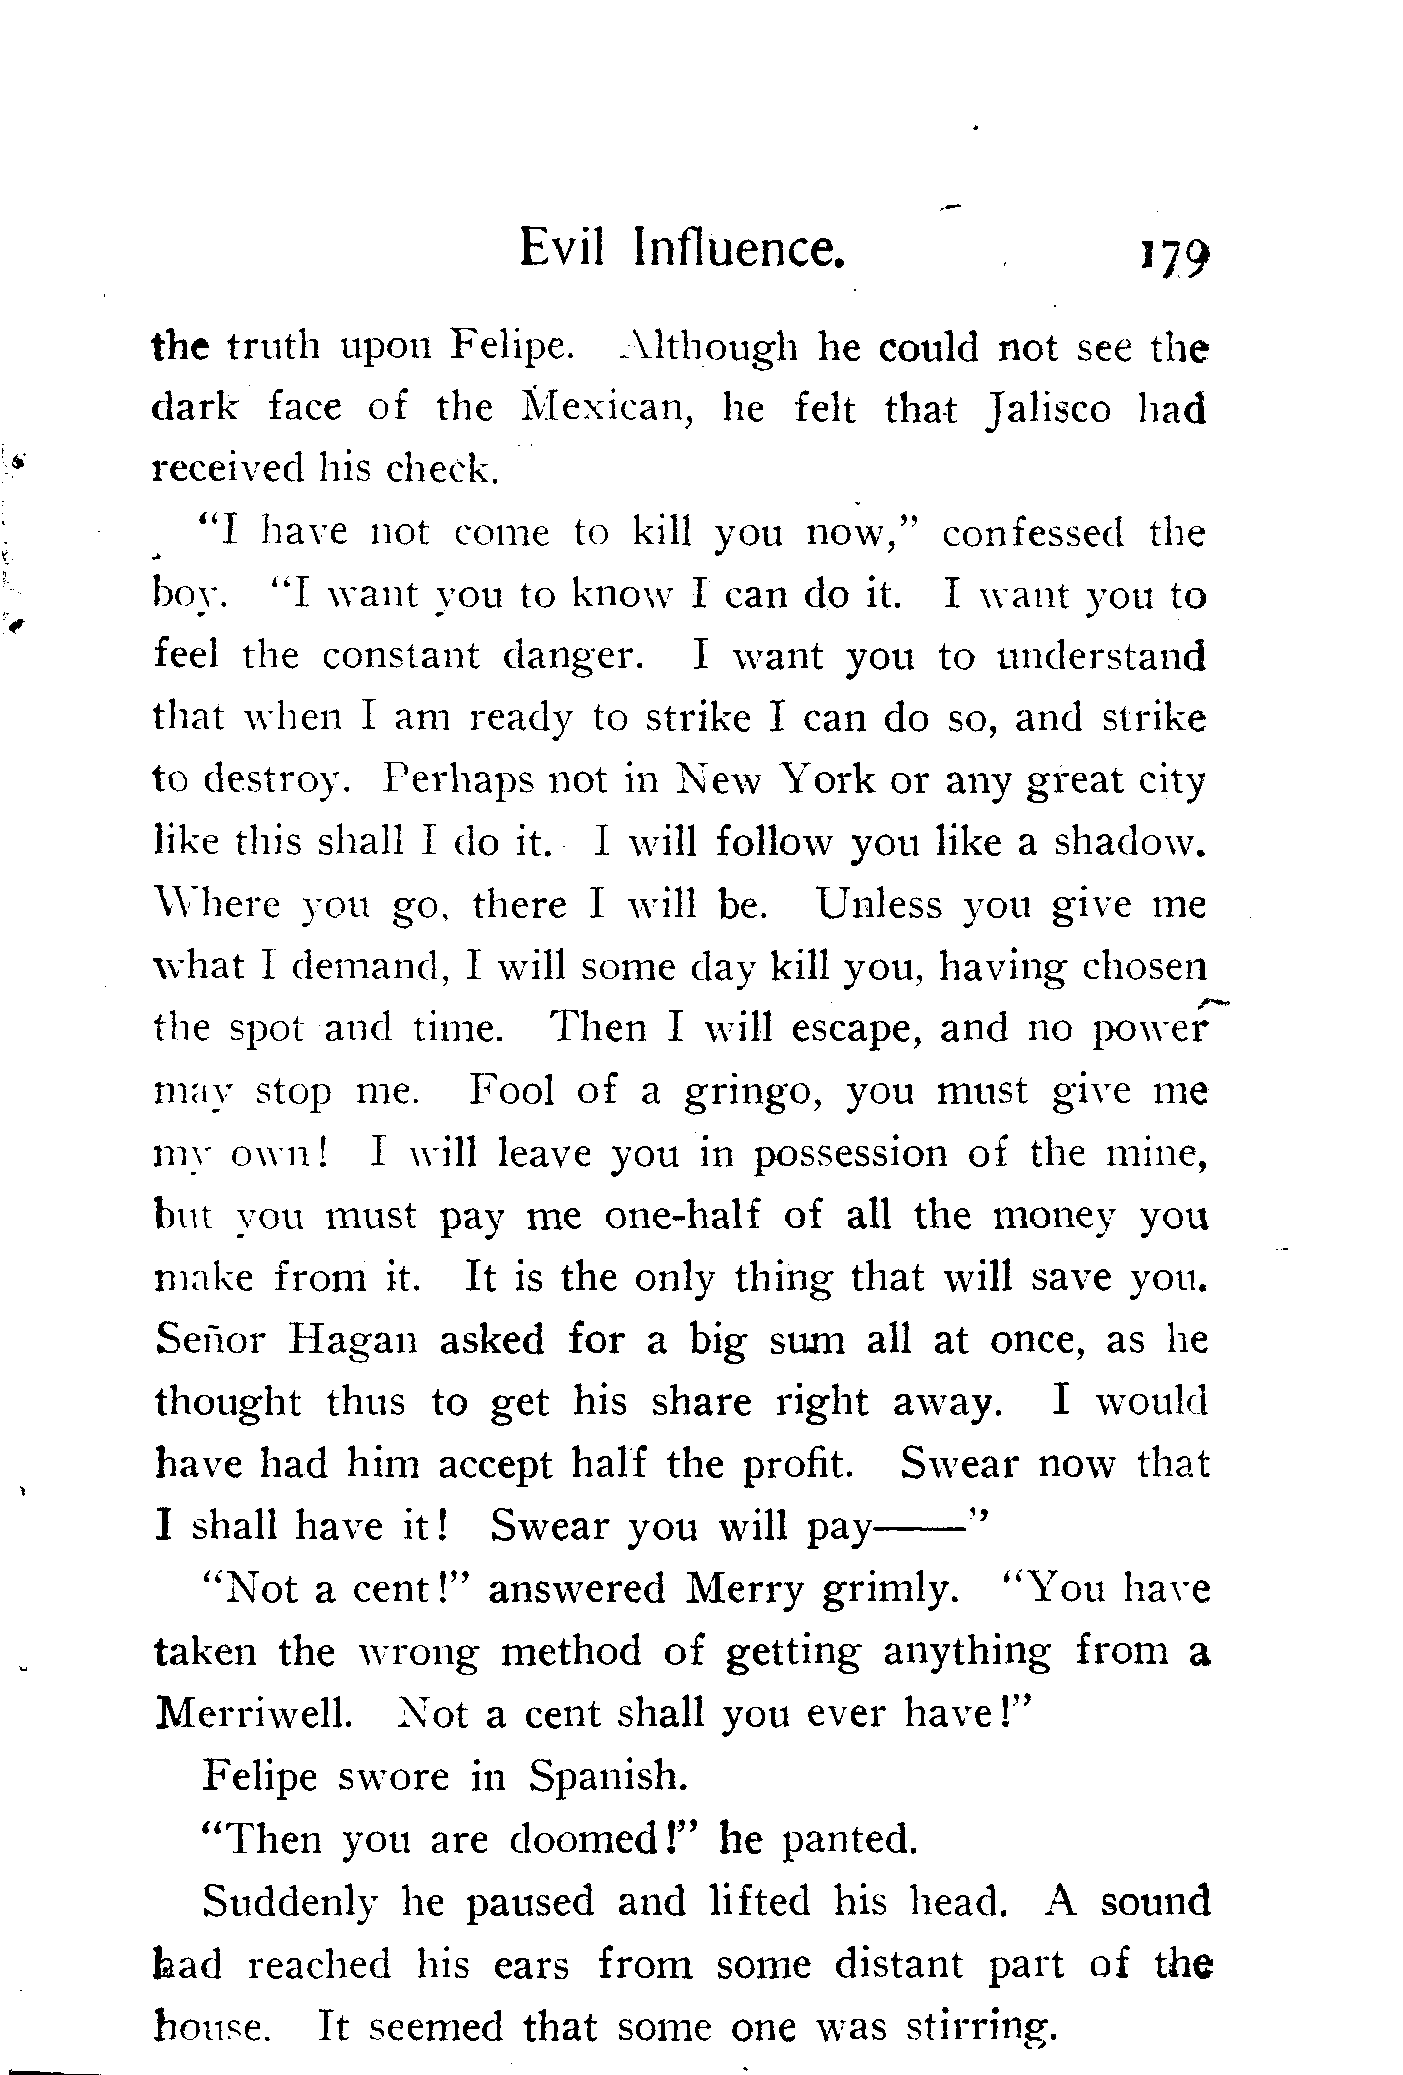 Evil Influence. 179
the truth upon Felipe. Although he could not see the
dark face of the Mexican, he felt that Jalisco had
received his check.
“I have not come to kill you now,” confessed the
boy. “I want you to know I can do it. I want you to
feel the constant danger. I want you to understand
that when I am ready to strike I can do so, and strike
to destroy. Perhaps not in New York or any great city
like this shall I do it. I will follow you like a shadow.
Where you go, there I will be. Unless you give me
what I demand, I will some day kill you, having chosen
the spot and time. Then I will escape, and no power
may stop me. Fool of a gringo, you must give me
my own! I will leave you in possession of the mine,
but you must pay me one-half of all the money you
make from it. It is the only thing that will save you.
Señor Hagan asked for a big sum all at once, as he
thought thus to get his share right away. I would
have had him accept half the profit. Swear now that
I shall have it! Swear you will pay——”
“Not a cent!” answered Merry grimly. “You have
taken the wrong method of getting anything from a
Merriwell. Not a cent shall you ever have!”
Felipe swore in Spanish.
“Then you are doomed!” he panted.
Suddenly he paused and lifted his head. A sound
had reached his ears from some distant part of the
house. It seemed that some one was stirring.